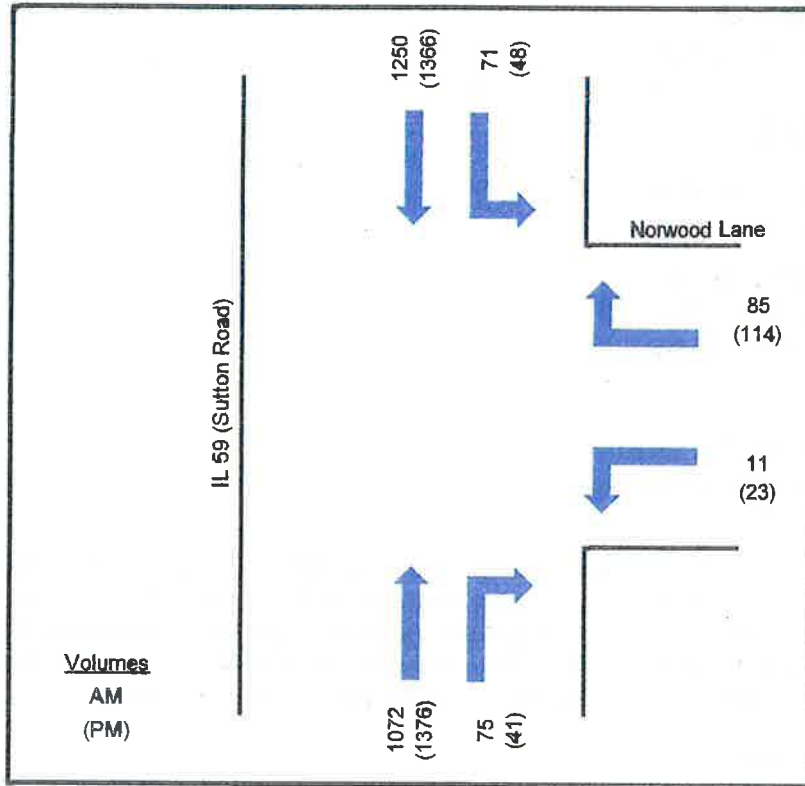 1250
(1366)
71
(48)
Norwood Lane
85
(114)
IL 59 (Sutton Road)
11
(23)
Volumes
AM
(PM)
1072
(1376)
75
(41)